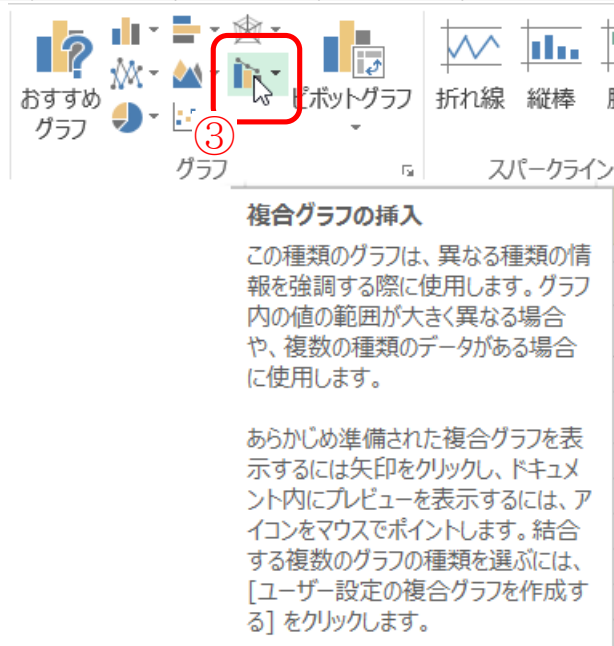 おすすめ
グラフ
ピボットグラフ
折れ線
縦棒
③
グラフ
スパークライン
複合グラフの挿入
この種類のグラフは、異なる種類の情
報を強調する際に使用します。グラフ
内の値の範囲が大きく異なる場合
や、複数の種類のデータがある場合
に使用します。
あらかじめ準備された複合グラフを表
示するには矢印をクリックし、ドキュメ
ント内にプレビューを表示するには、ア
イコンをマウスでポイントします。結合
する複数のグラフの種類を選ぶには、
[ユーザー設定の複合グラフを作成す
る] をクリックします。